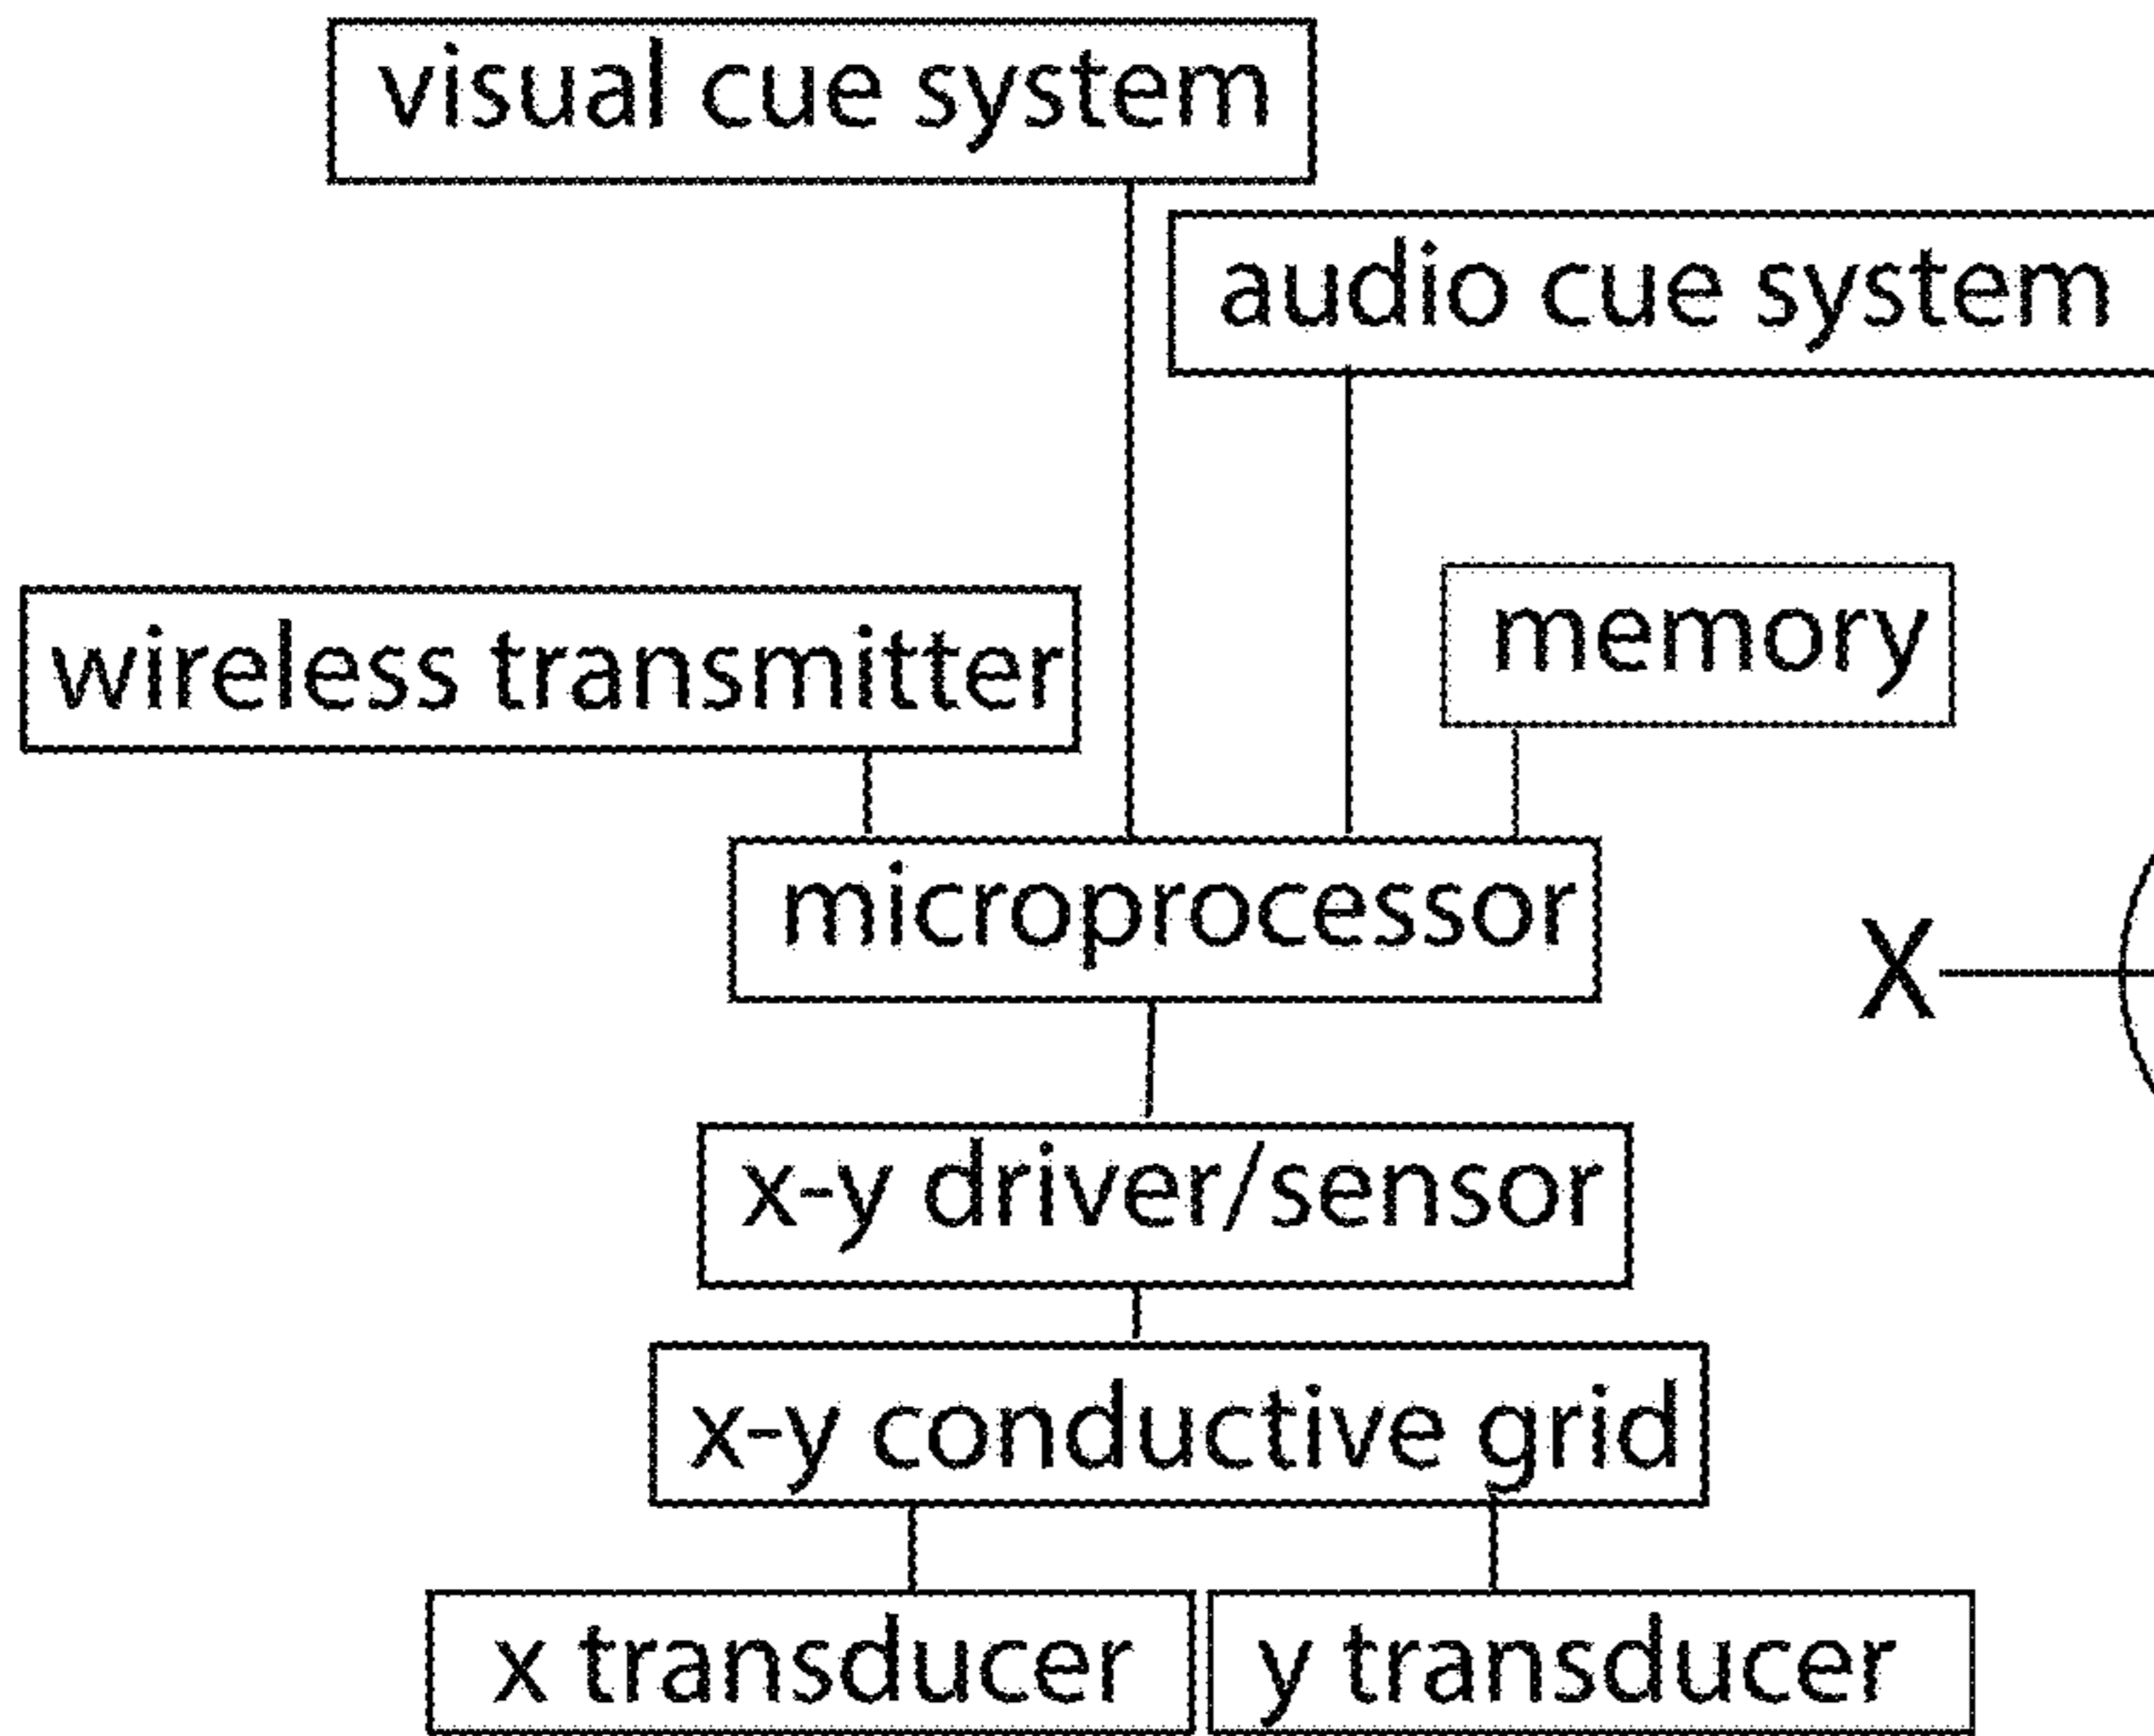 visual cue system
audio cue system
wireless transmitter
memory
microprocessor
X
x-y driver/sensor
x-y conductive grid
x transducer
y transducer